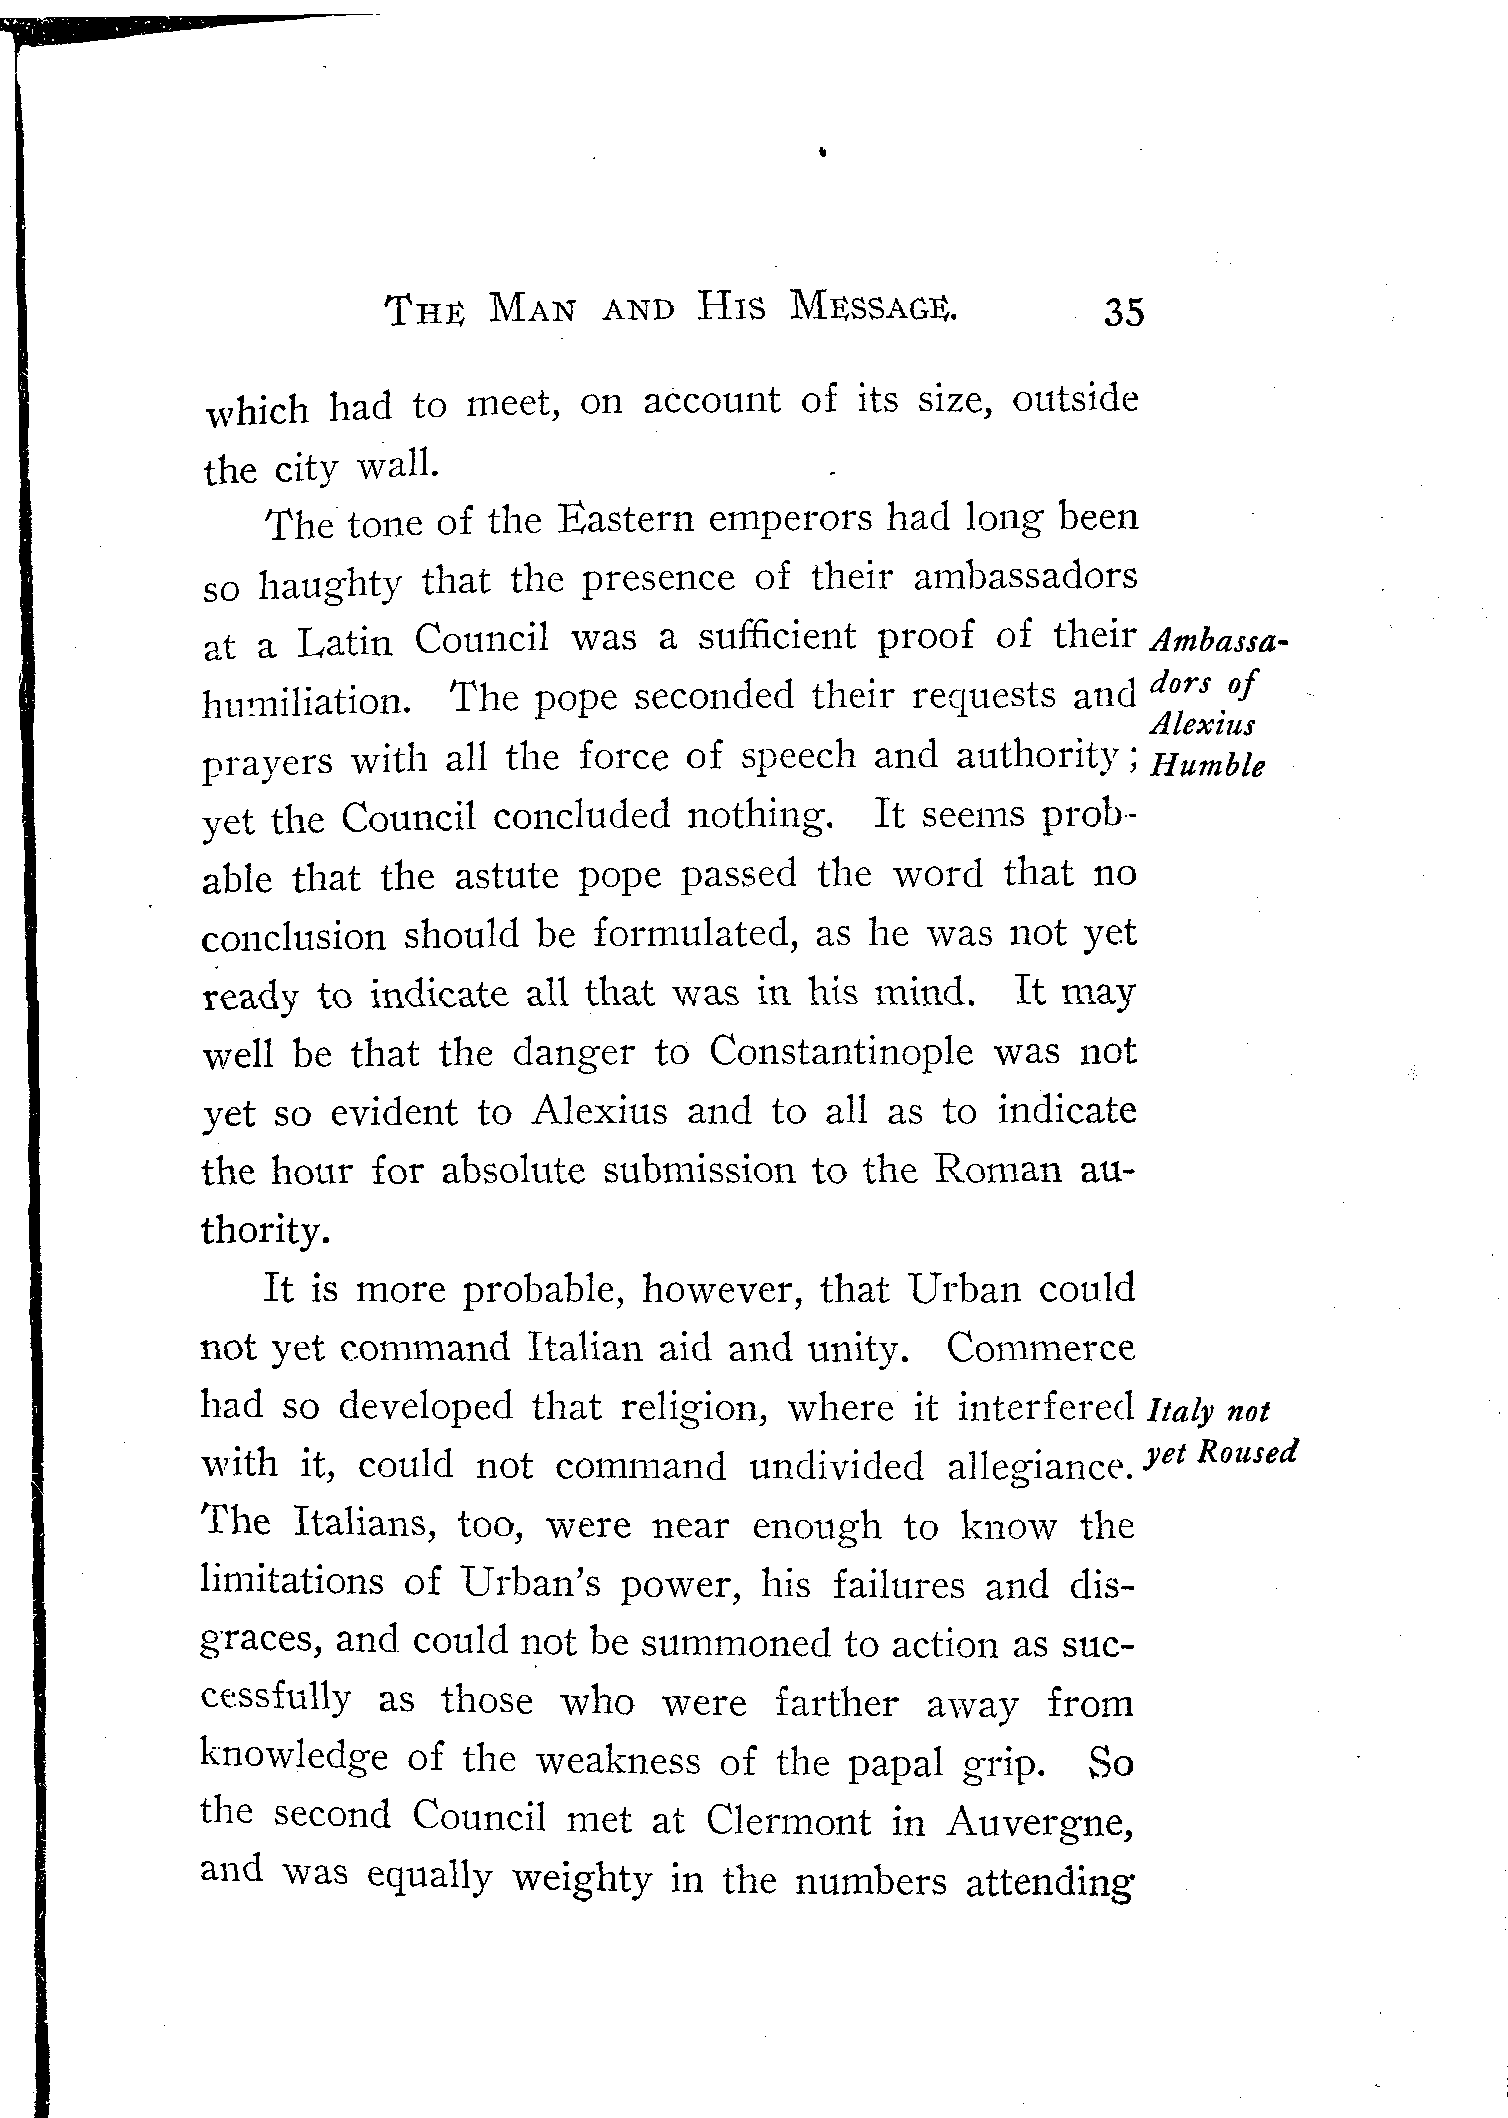 THE MAN AND HIS MESSAGE. 35
which had to meet, on account of its size, outside
the city wall.
The tone of the Eastern emperors had long been
so haughty that the presence of their ambassadors
at a Latin Council was a sufficient proof of their
humiliation. The pope seconded their requests and
prayers with all the force of speech and authority;
yet the Council concluded nothing. It seems prob-
able that the astute pope passed the word that no
conclusion should be formulated, as he was not yet
ready to indicate all that was in his mind. It may
well be that the danger to Constantinople was not
yet so evident to Alexius and to all as to indicate
the hour for absolute submission to the Roman au-
thority.
Ambassa-
dors of
Alexius
Humble
It is more probable, however, that Urban could
not yet command Italian aid and unity. Commerce
had so developed that religion, where it interfered
with it, could not command undivided allegiance.
The Italians, too, were near enough to know the
limitations of Urban's power, his failures and dis-
graces, and could not be summoned to action as suc-
cessfully as those who were farther away from
knowledge of the weakness of the papal grip. So
the second Council met at Clermont in Auvergne,
and was equally weighty in the numbers attending
Italy not
yet Roused